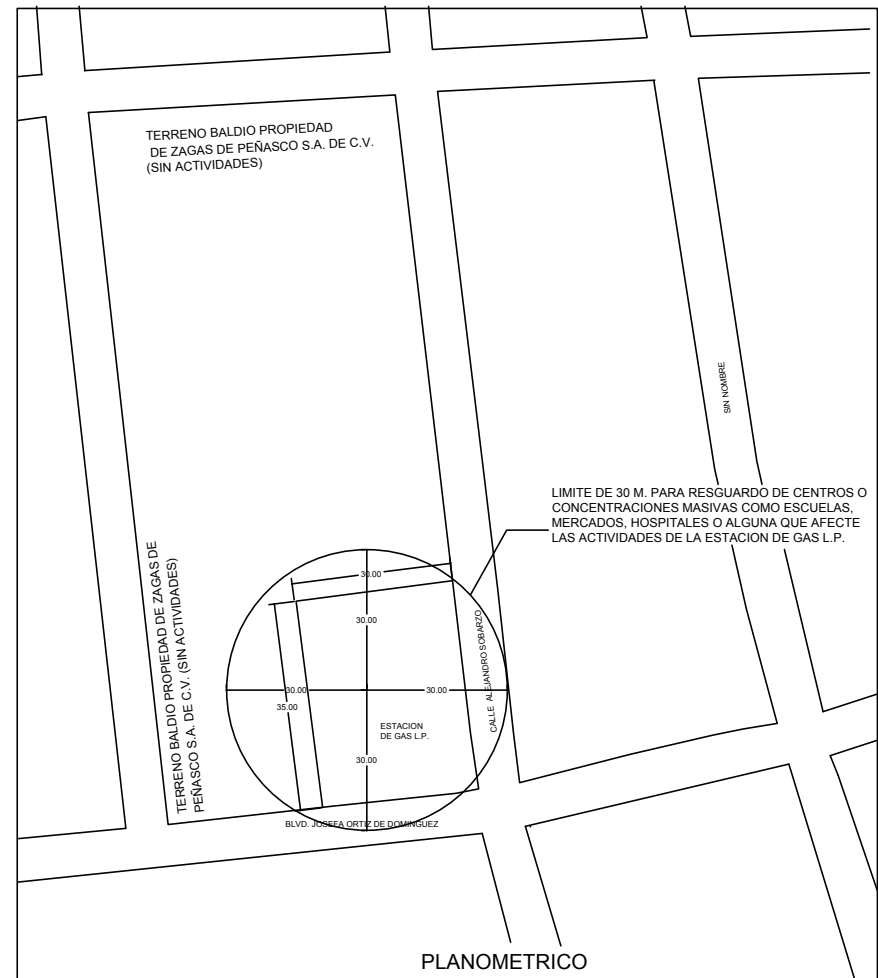 TERRENO BALDIO PROPIEDAD
DE ZAGAS DE PEÑASCO S.A. DE C.V.
(SIN ACTIVIDADES)
SIN NOMBRE
LIMITE DE 30 M. PARA RESGUARDO DE CENTROS O
CONCENTRACIONES MASIVAS COMO ESCUELAS,
MERCADOS, HOSPITALES O ALGUNA QUE AFECTE
LAS ACTIVIDADES DE LA ESTACION DE GAS L.P.
TERRENO BALDIO PROPIEDAD DE ZAGAS DE
PEÑASCO S.A. DE C.V. (SIN ACTIVIDADES)
30.00
30.00
30.00
30.00
35.00
CALLE ALEJANDRO SOBARZO
ESTACION
DE GAS L.P.
30.00
BLVD. JOSEFA ORTIZ DE DOMINGUEZ
PLANOMETRICO